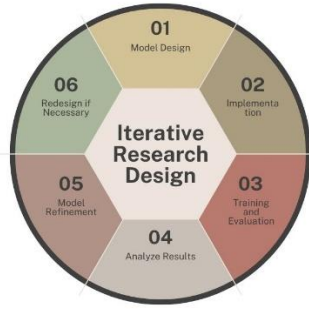 01
Model Design
02
Implementa
tion
03
Training
and
Evaluation
04
Analyze Results
05
Model
Refinement
06
Redesign if
Necessary
Iterative
Research
Design